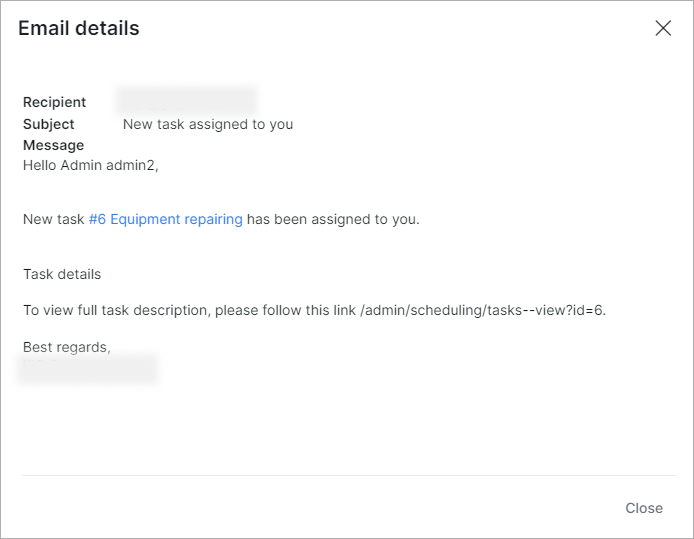 Email details
Recipient
Subject New task assigned to you
Message
Hello Admin admin2,
New task #6 Equipment repairing has been assigned to you.
Task details
To view full task description, please follow this link /admin/scheduling/tasks--view?id=6.
Best regards,
Close